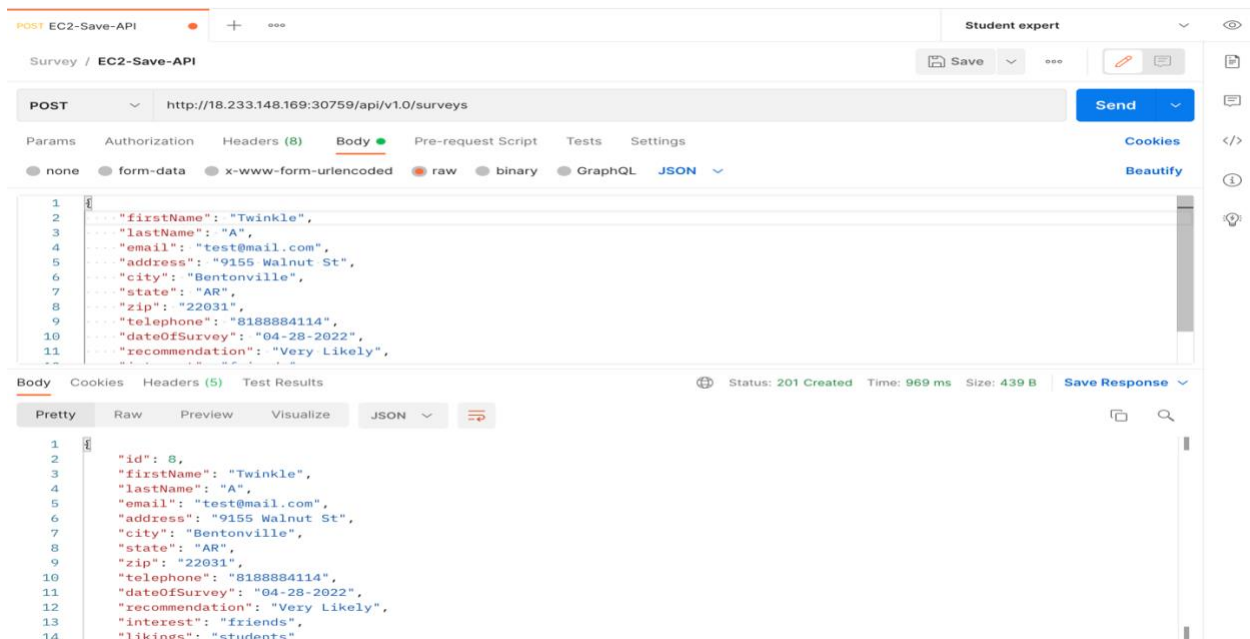 POST EC2-Save-API
Student expert
Survey / EC2-Save-API
Save
POST http://18.233.148.169:30759/api/v1.0/surveys
Send
Params Authorization Headers (8) Body Pre-request Script Tests Settings Cookies
none form-data x-www-form-urlencoded raw binary GraphQL JSON Beautify
1 {
2 "firstName": "Twinkle",
3 "lastName": "A",
4 "email": "test@mail.com",
5 "address": "9155 Walnut St",
6 "city": "Bentonville",
7 "state": "AR",
8 "zip": "22031",
9 "telephone": "8188884114",
10 "dateOfSurvey": "04-28-2022",
11 "recommendation": "Very Likely",
Body Cookies Headers (5) Test Results Status: 201 Created Time: 969 ms Size: 439 B Save Response
Pretty Raw Preview Visualize JSON
1 {
2 "id": 8,
3 "firstName": "Twinkle",
4 "lastName": "A",
5 "email": "test@mail.com",
6 "address": "9155 Walnut St",
7 "city": "Bentonville",
8 "state": "AR",
9 "zip": "22031",
10 "telephone": "8188884114",
11 "dateOfSurvey": "04-28-2022",
12 "recommendation": "Very Likely",
13 "interest": "friends",
14 "likings": "students"